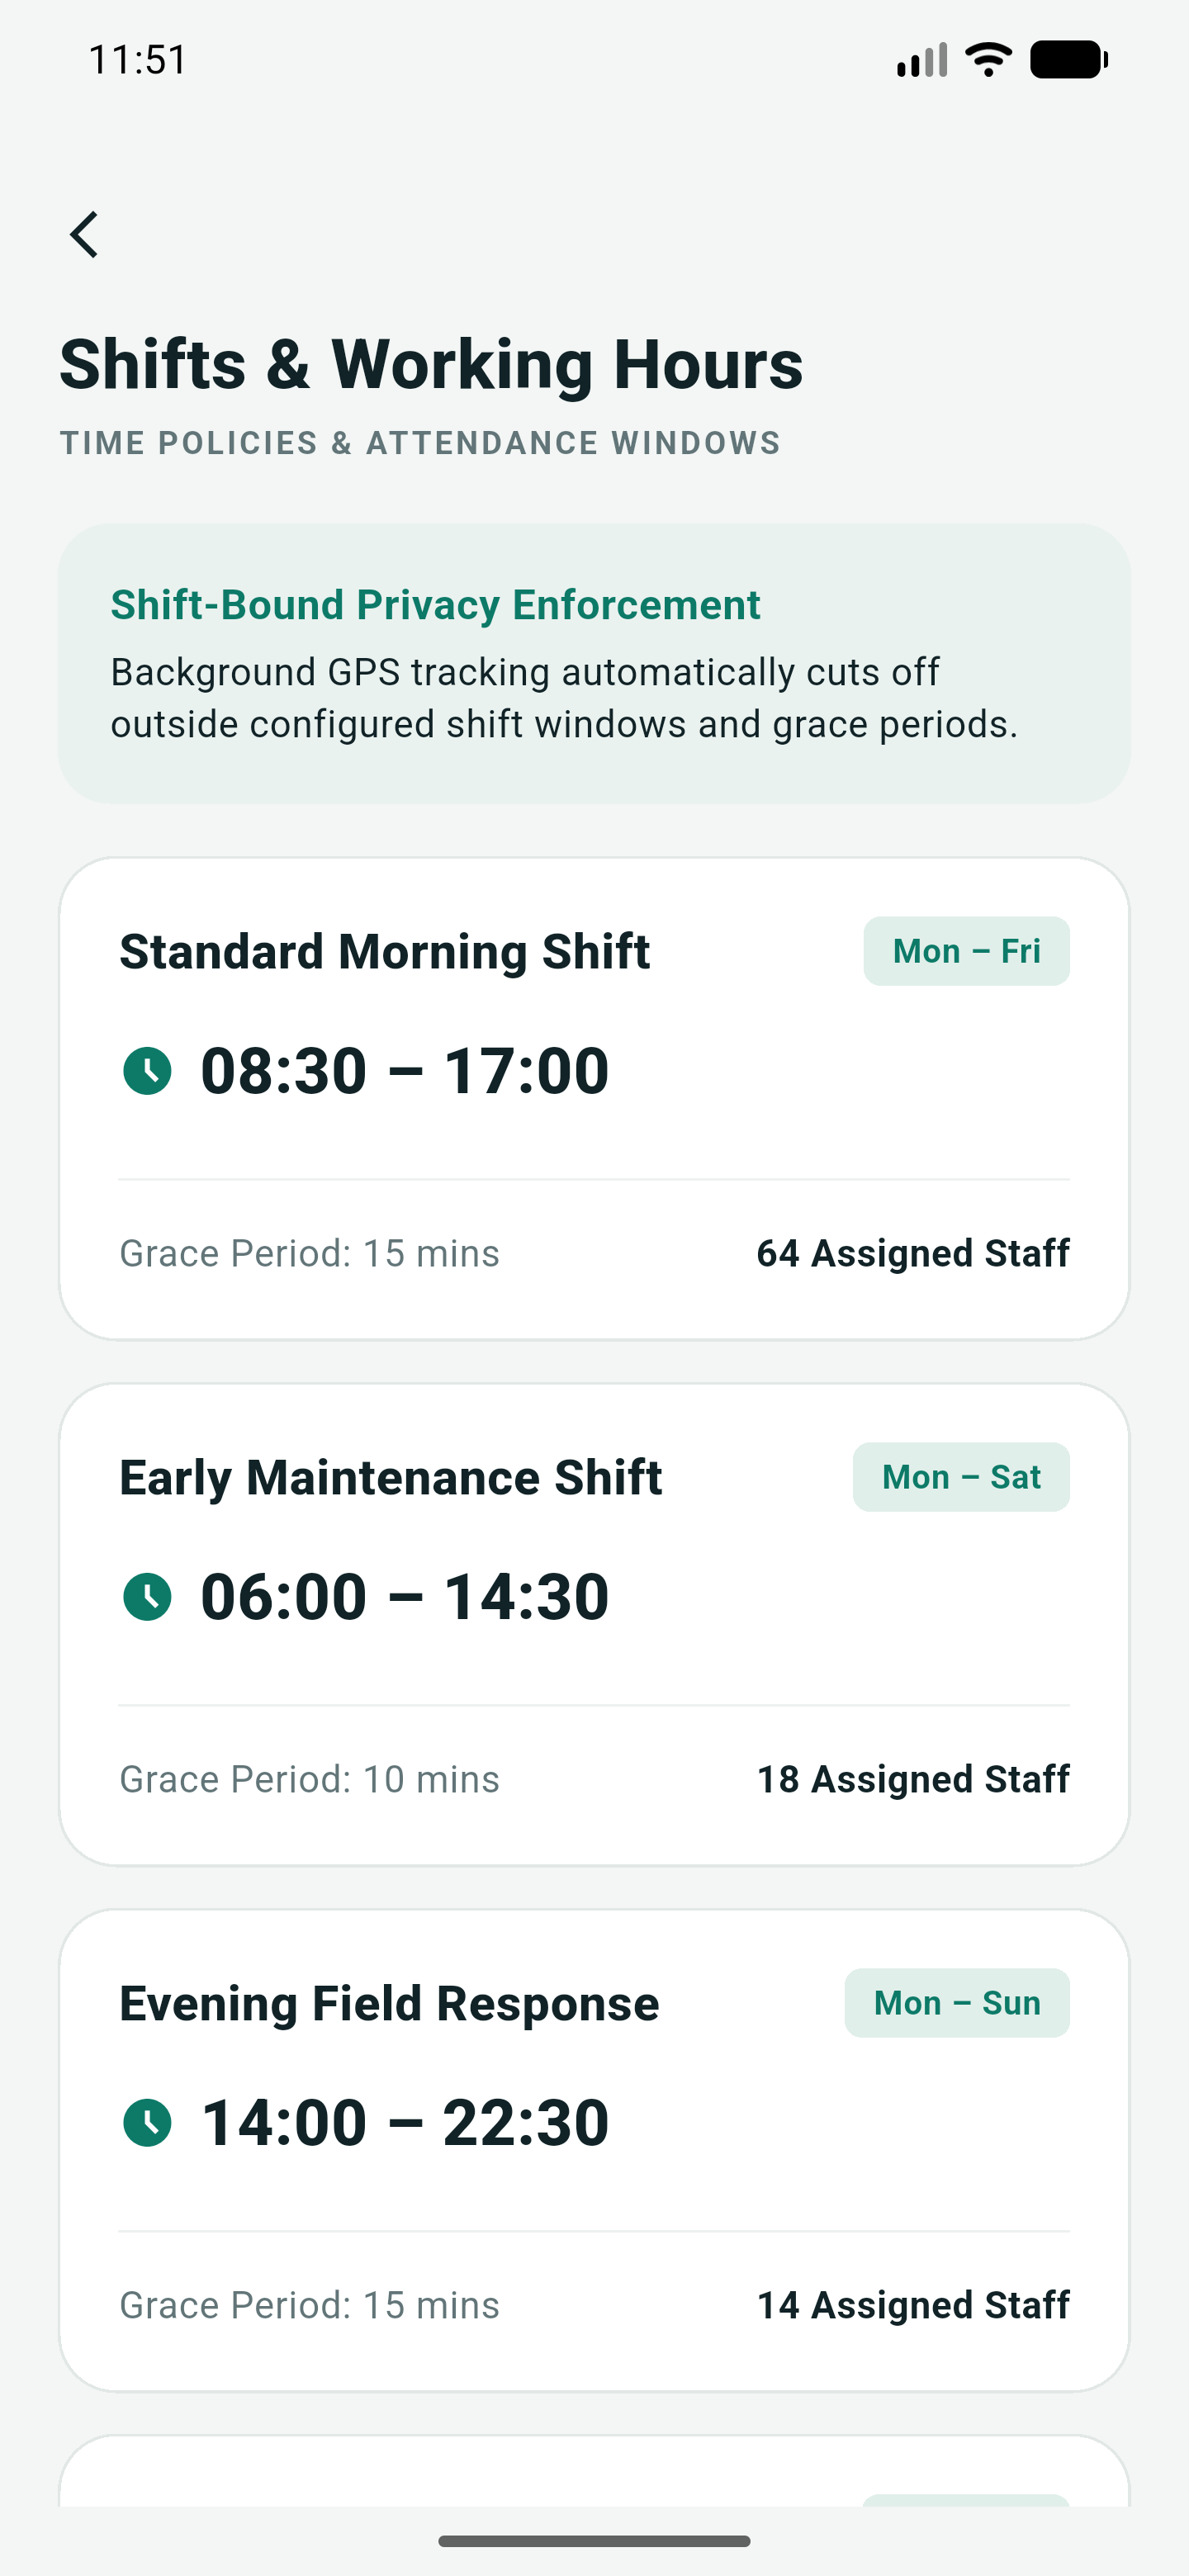 11:51
Shifts & Working Hours
TIME POLICIES & ATTENDANCE WINDOWS
Shift-Bound Privacy Enforcement
Background GPS tracking automatically cuts off
outside configured shift windows and grace periods.
Standard Morning Shift
Mon – Fri
08:30 – 17:00
Grace Period: 15 mins
64 Assigned Staff
Early Maintenance Shift
Mon – Sat
06:00 – 14:30
Grace Period: 10 mins
18 Assigned Staff
Evening Field Response
Mon – Sun
14:00 – 22:30
Grace Period: 15 mins
14 Assigned Staff